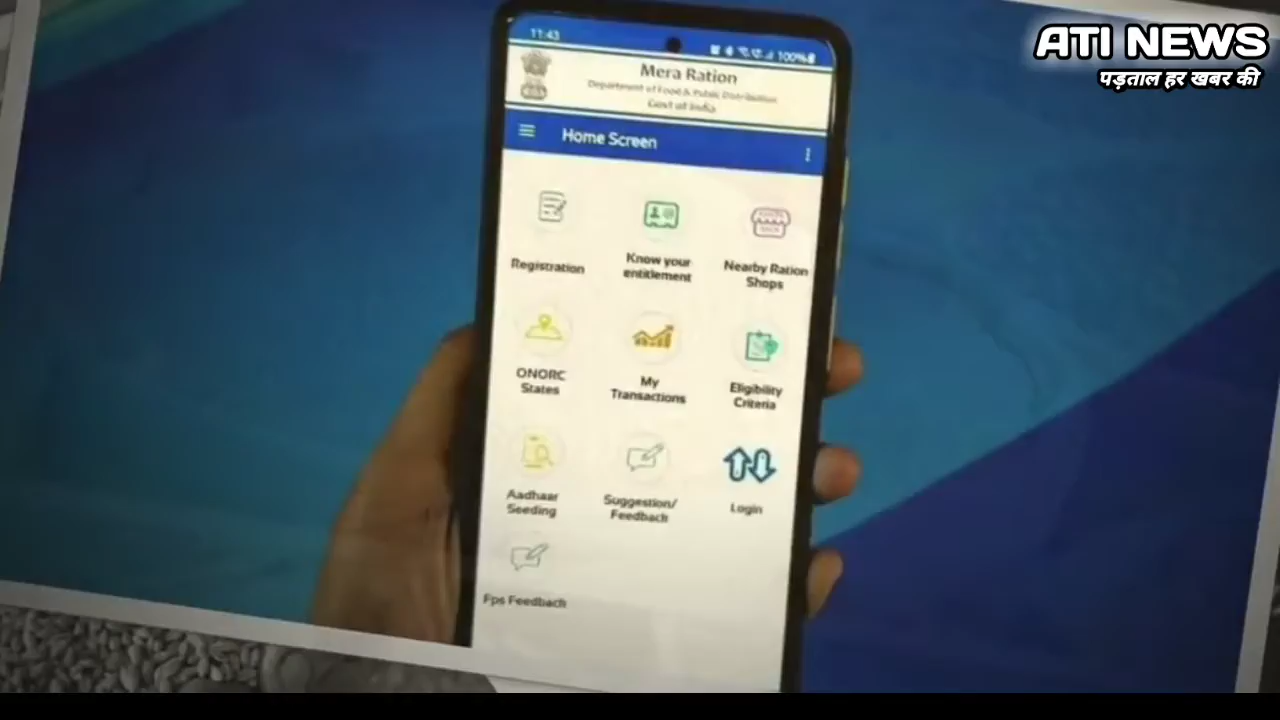 ATI NEWS
पड़ताल हर खबर की
11:43
100%
Mera Ration
Department of Food & Public Distribution
Govt of India
Home Screen
Registration
Know your
entitlement
Nearby Ration
Shops
ONORC
States
My
Transactions
Eligibility
Criteria
Aadhaar
Seeding
Suggestion/
Feedback
Login
Fps Feedback